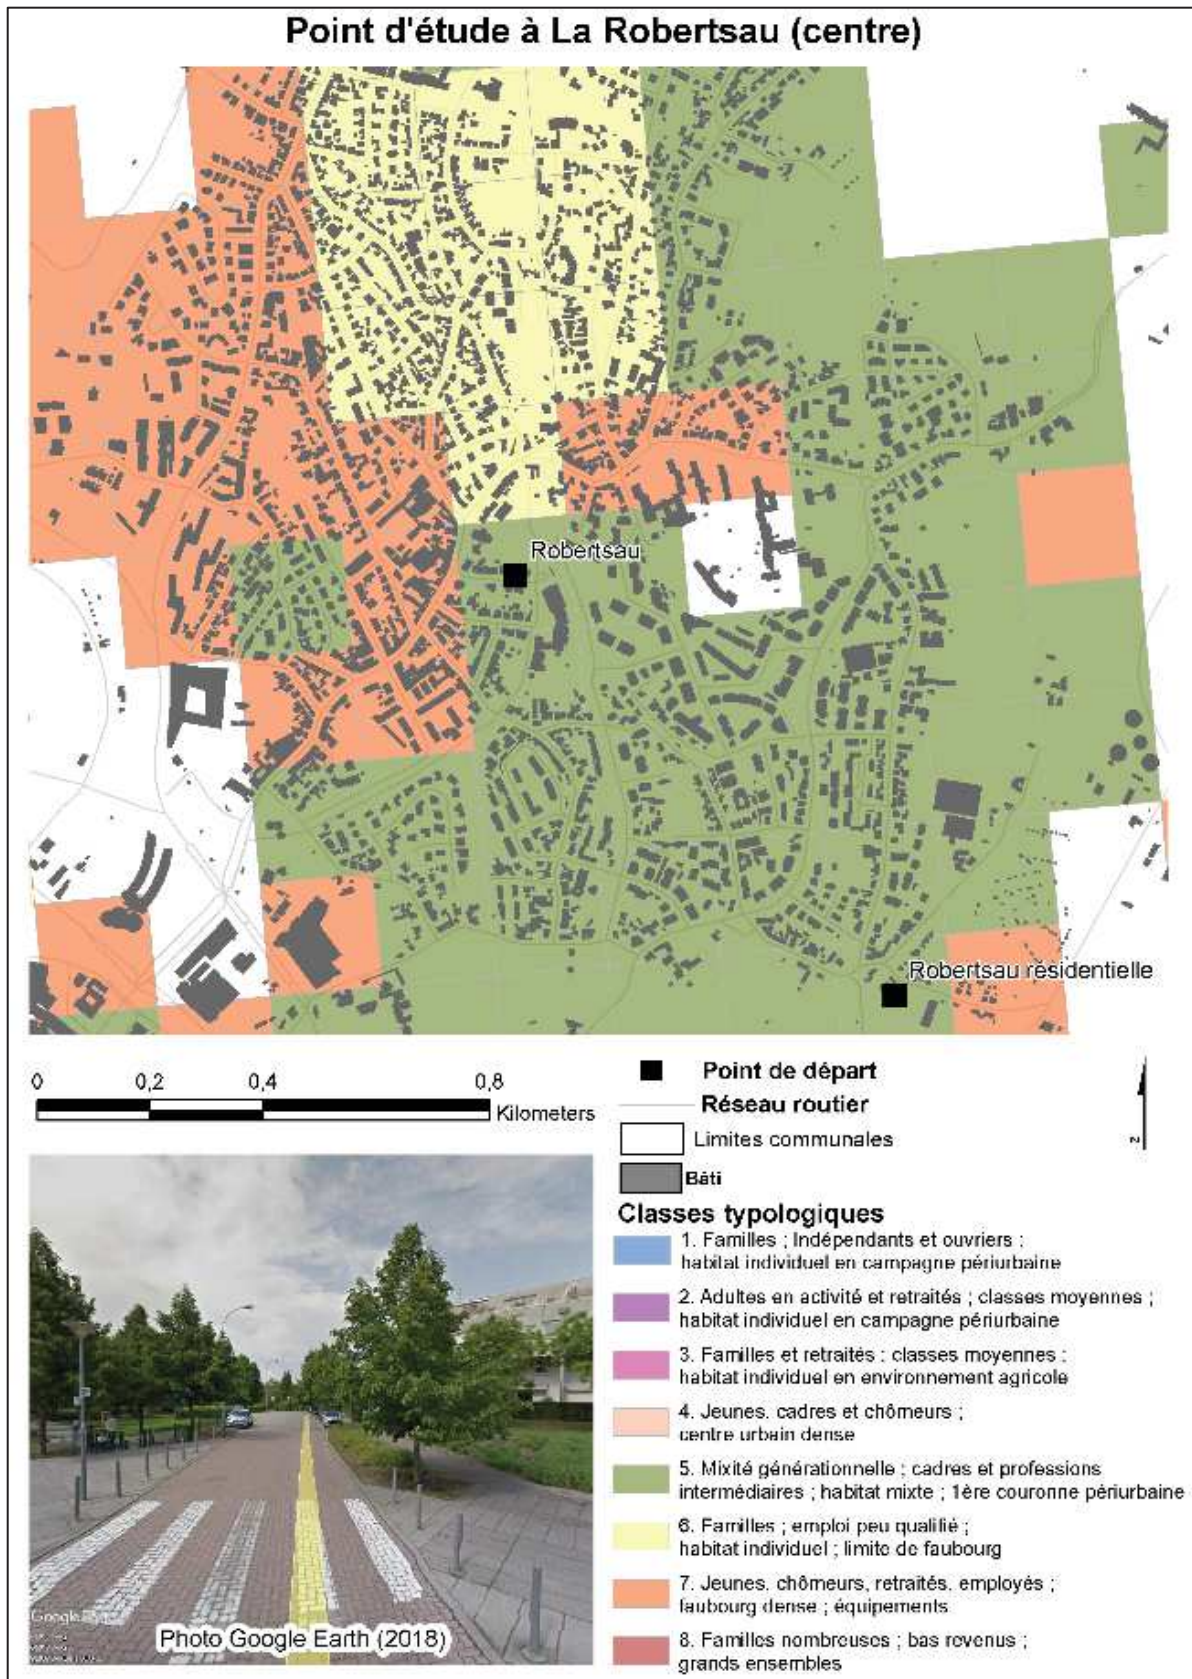 Point d'étude à La Robertsau (centre)
Robertsau
Robertsau résidentielle
0 0,2 0,4 0,8
Kilometers
Point de départ
Réseau routier
Limites communales
Bâti
N
Classes typologiques
1. Familles ; Indépendants et ouvriers ;
habitat individuel en campagne périurbaine
2. Adultes en activité et retraités ; classes moyennes ;
habitat individuel en campagne périurbaine
3. Familles et retraités ; classes moyennes ;
habitat individuel en environnement agricole
4. Jeunes, cadres et chômeurs ;
centre urbain dense
5. Mixité générationnelle ; cadres et professions
intermédiaires ; habitat mixte ; 1ère couronne périurbaine
6. Familles ; emploi peu qualifié ;
habitat individuel ; limite de faubourg
7. Jeunes, chômeurs, retraités, employés ;
faubourg dense ; équipements
8. Familles nombreuses ; bas revenus ;
grands ensembles
Google
Photo Google Earth (2018)